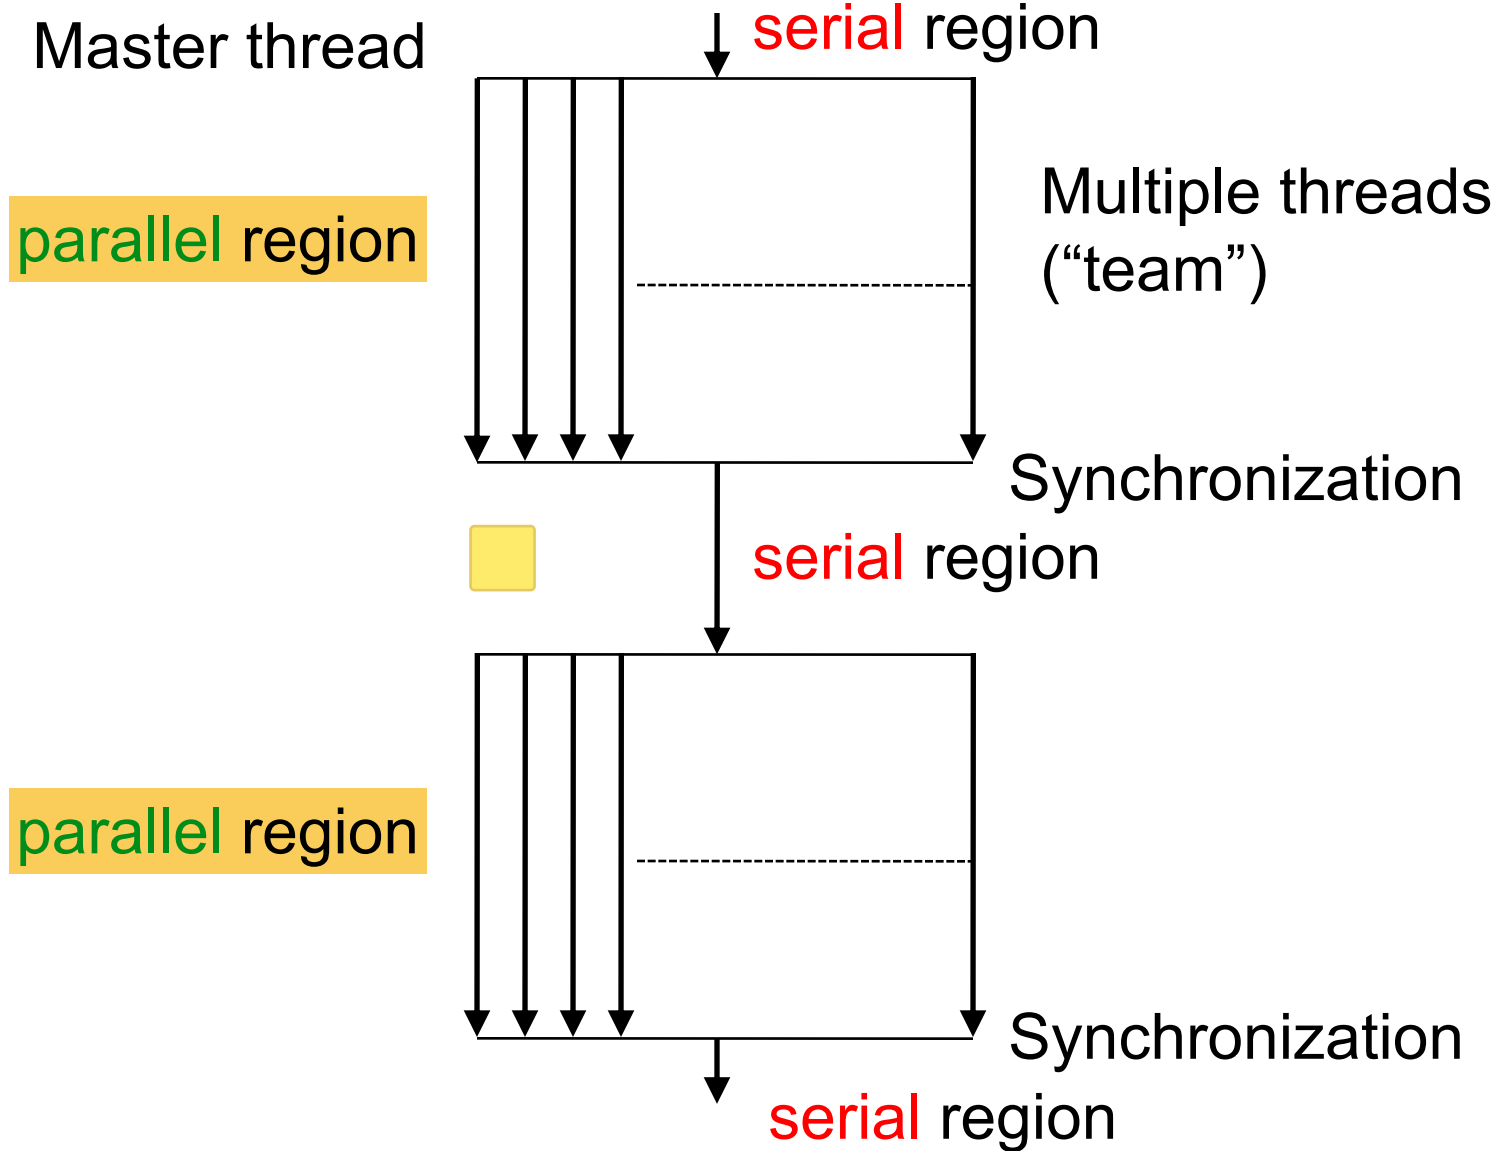 Master thread
serial region
parallel region
Multiple threads
(“team”)
Synchronization
serial region
parallel region
Synchronization
serial region